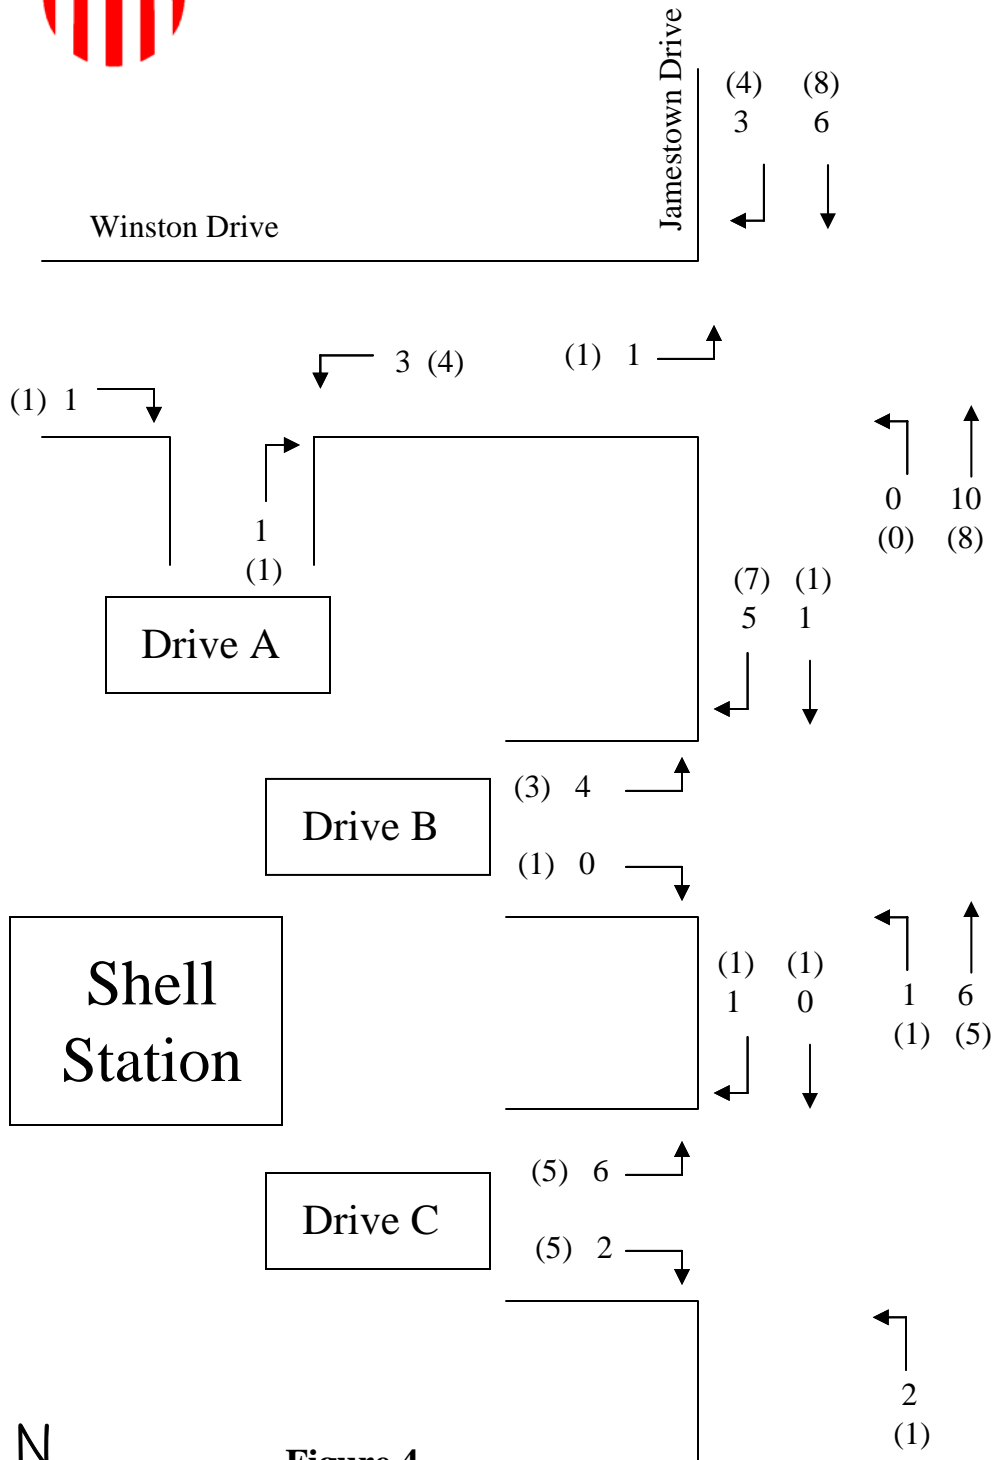 Jamestown Drive
(4) (8)
3 6
Winston Drive
3 (4)
(1) 1
(1) 1
0 10
(0) (8)
1
(1)
(7) (1)
5 1
Drive A
(3) 4
Drive B
(1) 0
Shell
Station
(1) (1)
1 0
1 6
(1) (5)
(5) 6
Drive C
(5) 2
2
(1)
N
Figure 4